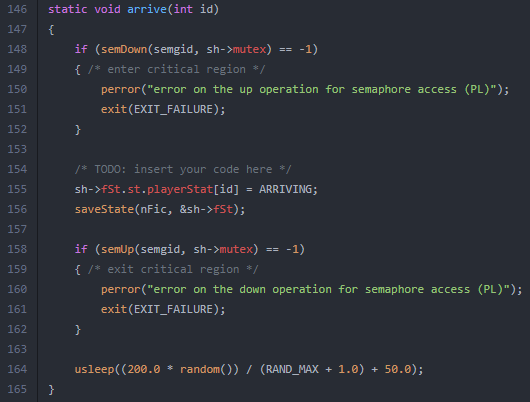 146 static void arrive(int id)
147 {
148     if (semDown(semgid, sh->mutex) == -1)
149     { /* enter critical region */
150         perror("error on the up operation for semaphore access (PL)");
151         exit(EXIT_FAILURE);
152     }
153
154     /* TODO: insert your code here */
155     sh->fSt.st.playerStat[id] = ARRIVING;
156     saveState(nFic, &sh->fSt);
157
158     if (semUp(semgid, sh->mutex) == -1)
159     { /* exit critical region */
160         perror("error on the down operation for semaphore access (PL)");
161         exit(EXIT_FAILURE);
162     }
163
164     usleep((200.0 * random()) / (RAND_MAX + 1.0) + 50.0);
165 }